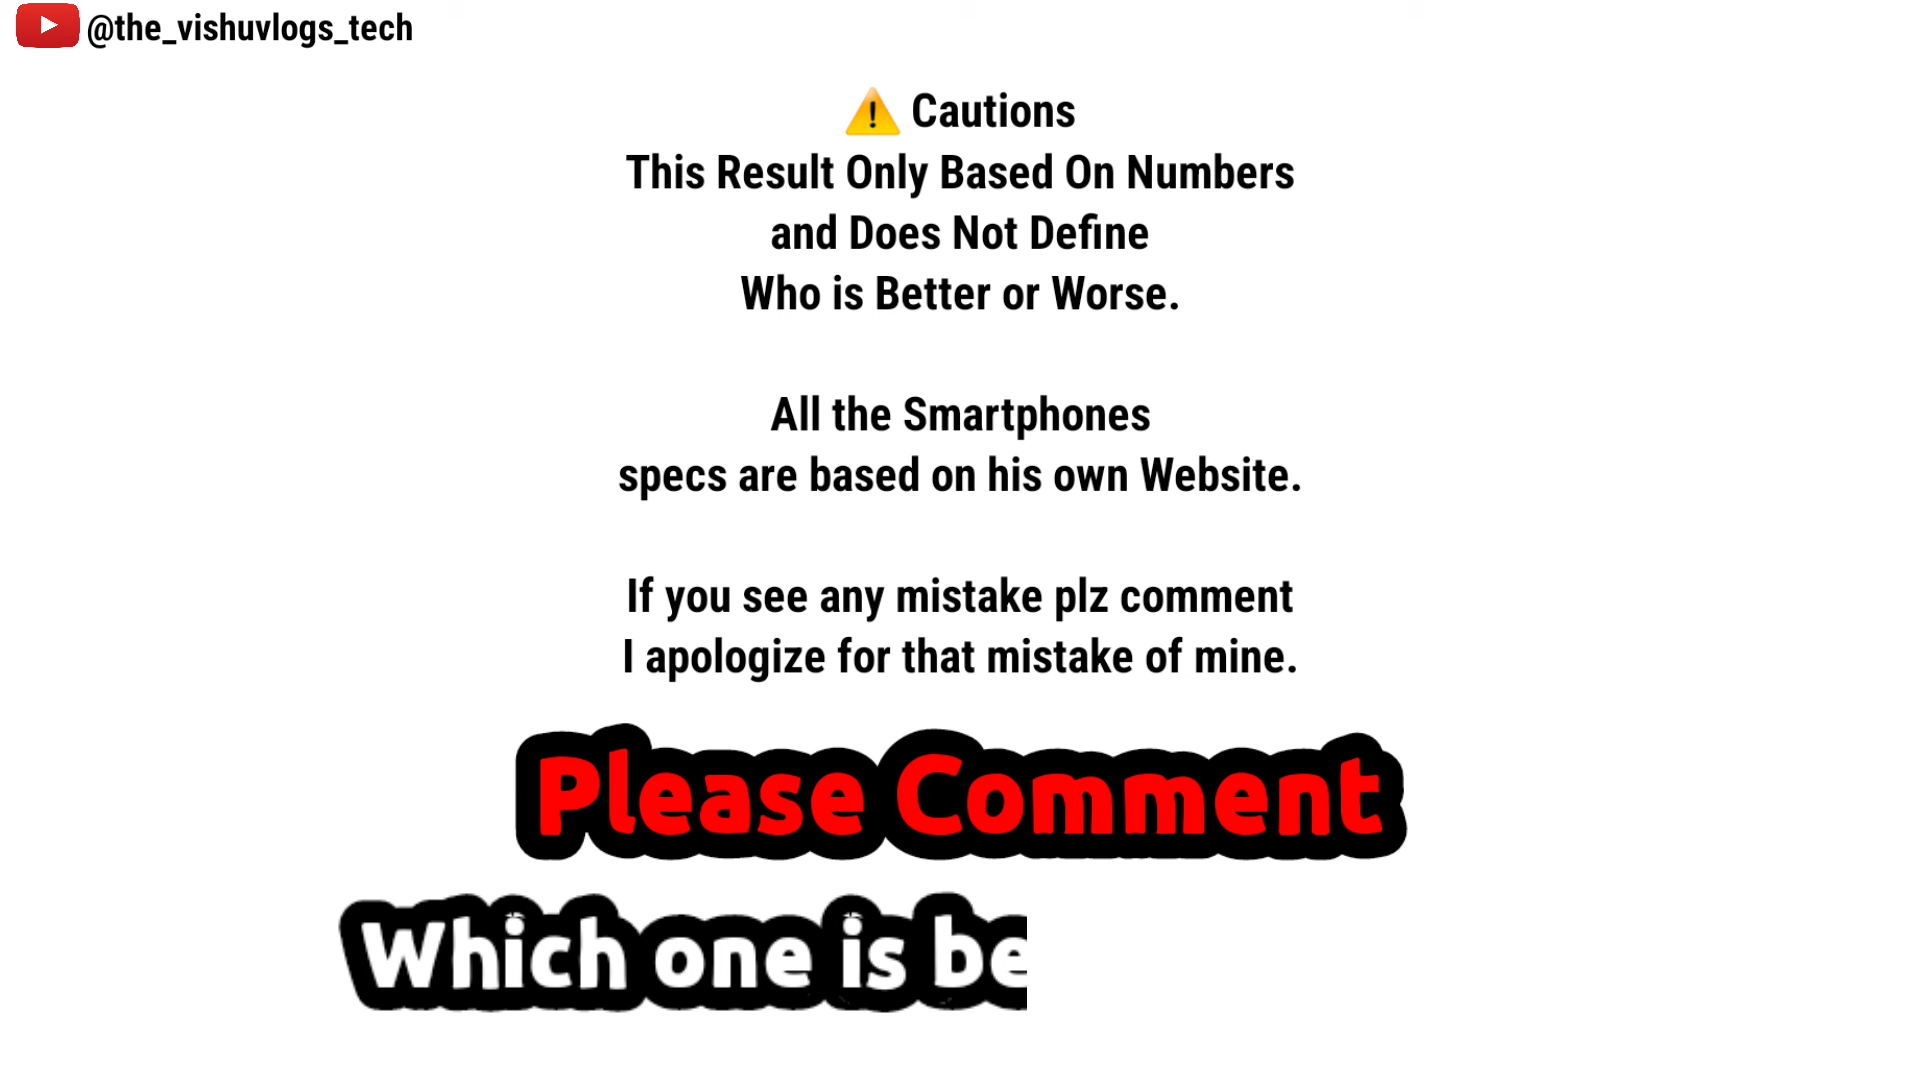 @the_vishuvlogs_tech
⚠️ Cautions
This Result Only Based On Numbers
and Does Not Define
Who is Better or Worse.
All the Smartphones
specs are based on his own Website.
If you see any mistake plz comment
I apologize for that mistake of mine.
Please Comment
Which one is be